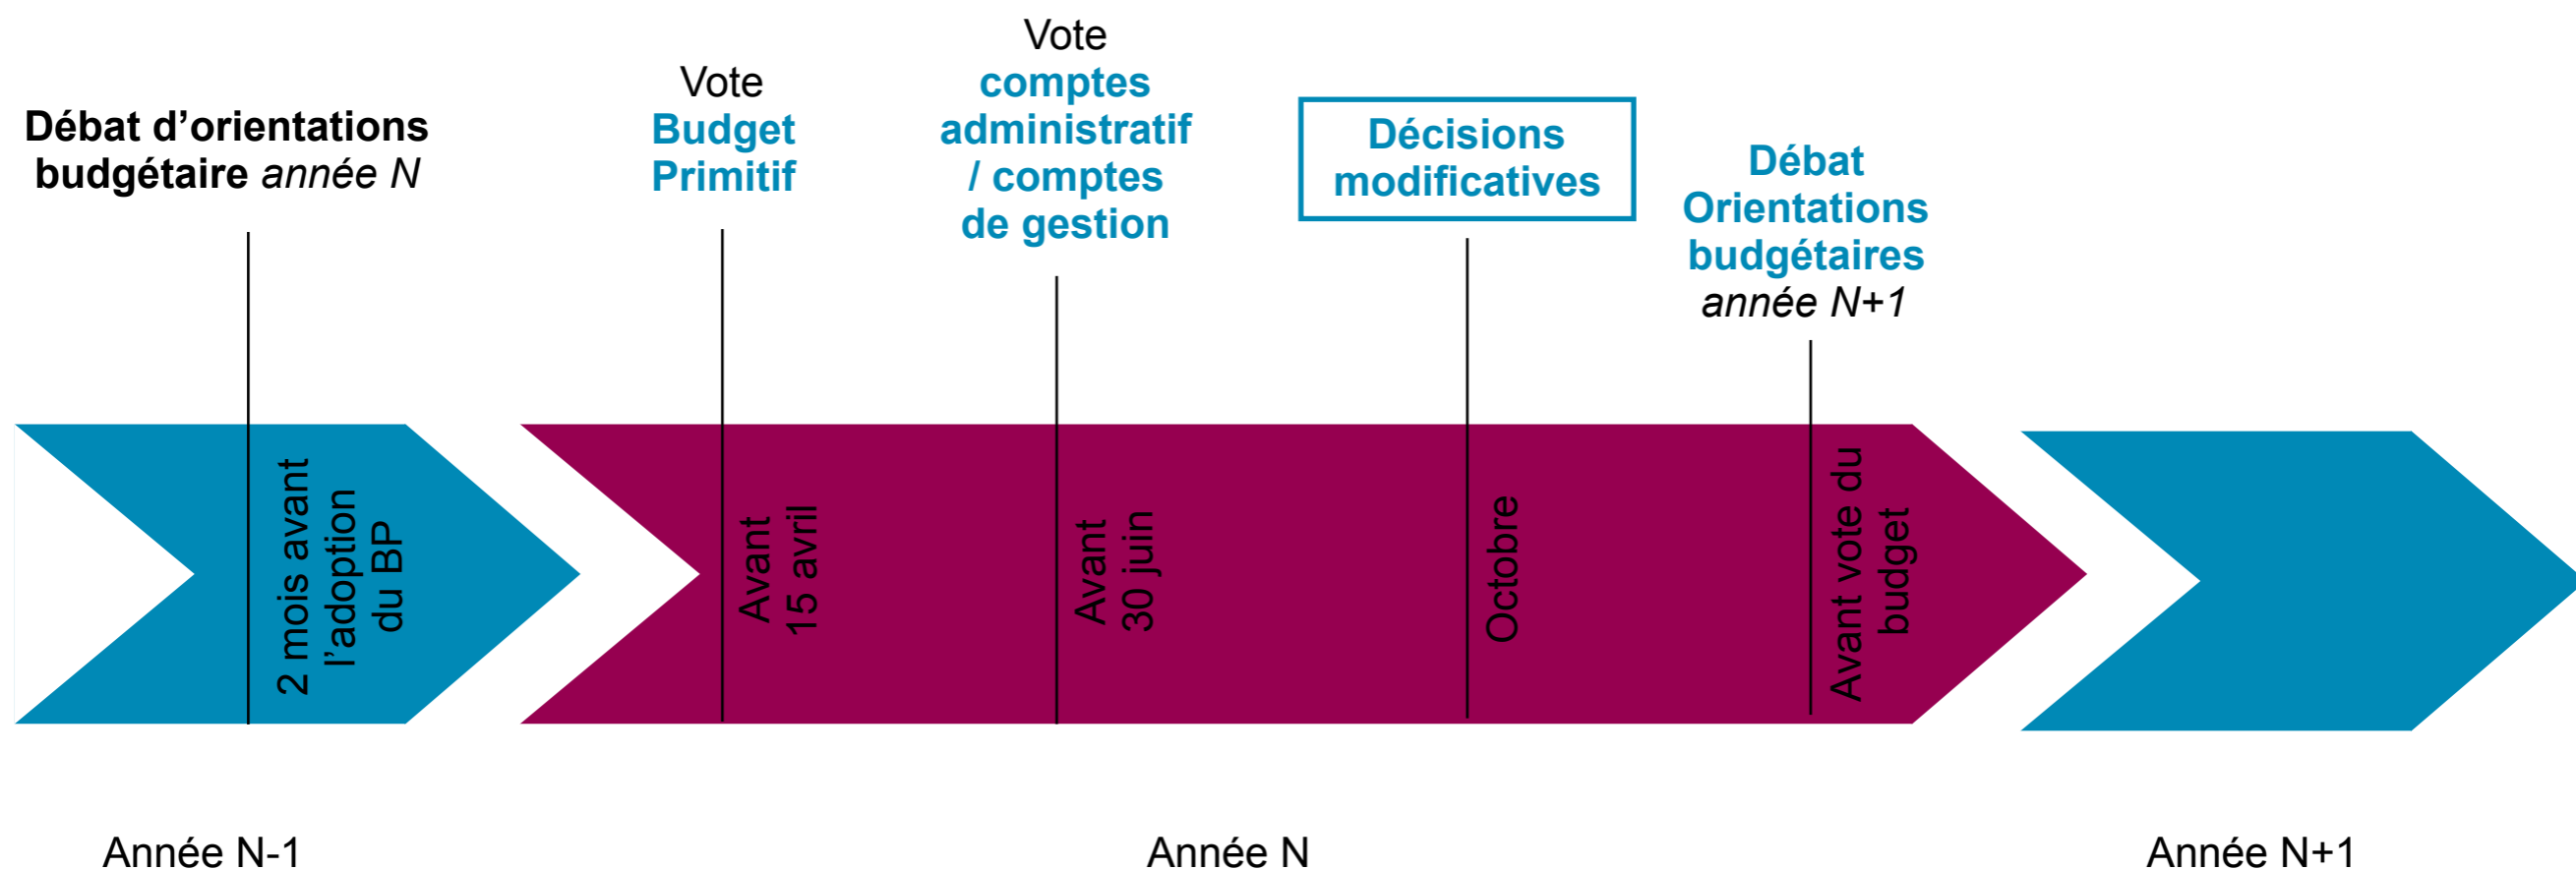 Débat d’orientations
budgétaire année N
Vote
Budget
Primitif
Vote
comptes
administratif
/ comptes
de gestion
Décisions
modificatives
Débat
Orientations
budgétaires
année N+1
2 mois avant
l’adoption
du BP
Avant
15 avril
Avant
30 juin
Octobre
Avant vote du
budget
Année N-1
Année N
Année N+1